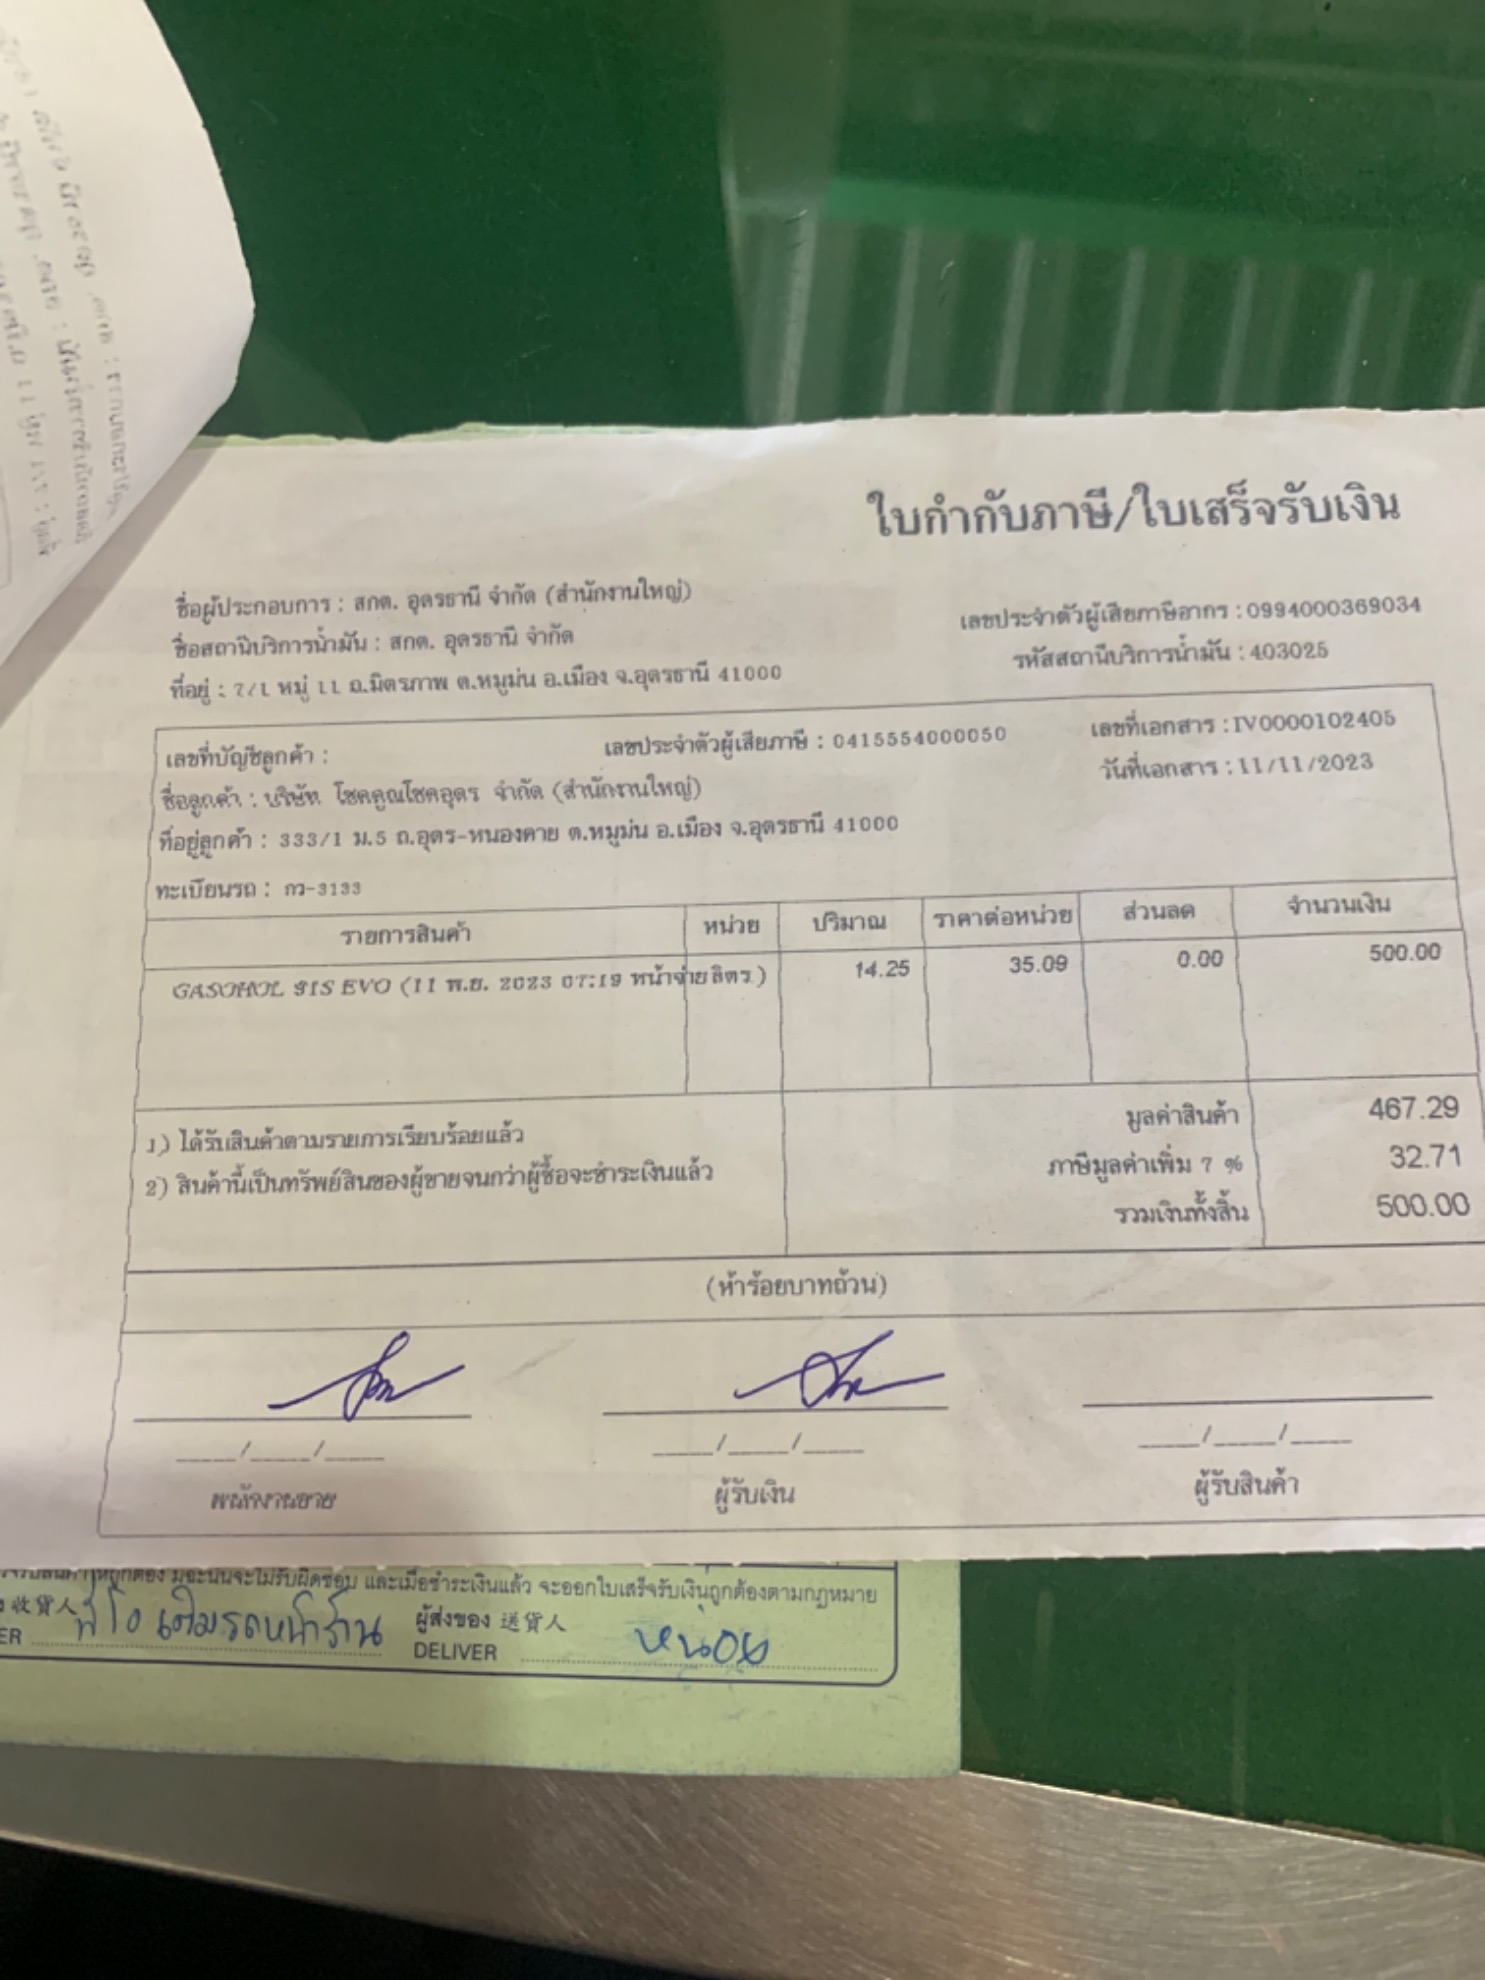 ใบกำกับภาษี/ใบเสร็จรับเงิน
ชื่อผู้ประกอบการ : สกต. อุดรธานี จำกัด (สำนักงานใหญ่)
เลขประจำตัวผู้เสียภาษีอากร : 0994000369034
ชื่อสถานีบริการน้ำมัน : สกต. อุดรธานี จำกัด
รหัสสถานีบริการน้ำมัน : 403025
ที่อยู่ : 7/1 หมู่ 11 ถ.มิตรภาพ ต.หมูม่น อ.เมือง จ.อุดรธานี 41000
เลขที่บัญชีลูกค้า : เลขประจำตัวผู้เสียภาษี : 0415554000050 เลขที่เอกสาร : IV0000102405
ชื่อลูกค้า : บริษัท โชคคูณโชคอุดร จำกัด (สำนักงานใหญ่) วันที่เอกสาร : 11/11/2023
ที่อยู่ลูกค้า : 333/1 ม.5 ถ.อุดร-หนองคาย ต.หมูม่น อ.เมือง จ.อุดรธานี 41000
ทะเบียนรถ : กว-3133
รายการสินค้า หน่วย ปริมาณ ราคาต่อหน่วย ส่วนลด จำนวนเงิน
GASOHOL 91S EVO (11 พ.ย. 2023 07:19 หน้าจ่าย ลิตร ) 14.25 35.09 0.00 500.00
1) ได้รับสินค้าตามรายการเรียบร้อยแล้ว มูลค่าสินค้า 467.29
2) สินค้านี้เป็นทรัพย์สินของผู้ขายจนกว่าผู้ซื้อจะชำระเงินแล้ว ภาษีมูลค่าเพิ่ม 7 % 32.71
รวมเงินทั้งสิ้น 500.00
(ห้าร้อยบาทถ้วน)
____/____/____ ____/____/____ ____/____/____
พนักงานขาย ผู้รับเงิน ผู้รับสินค้า
และเมื่อชำระเงินแล้ว จะออกใบเสร็จรับเงินถูกต้องตามกฎหมาย
收貨人 พี่โอ เติมรถหน้าร้าน ผู้ส่งของ 送貨人 หน่อย
ER DELIVER